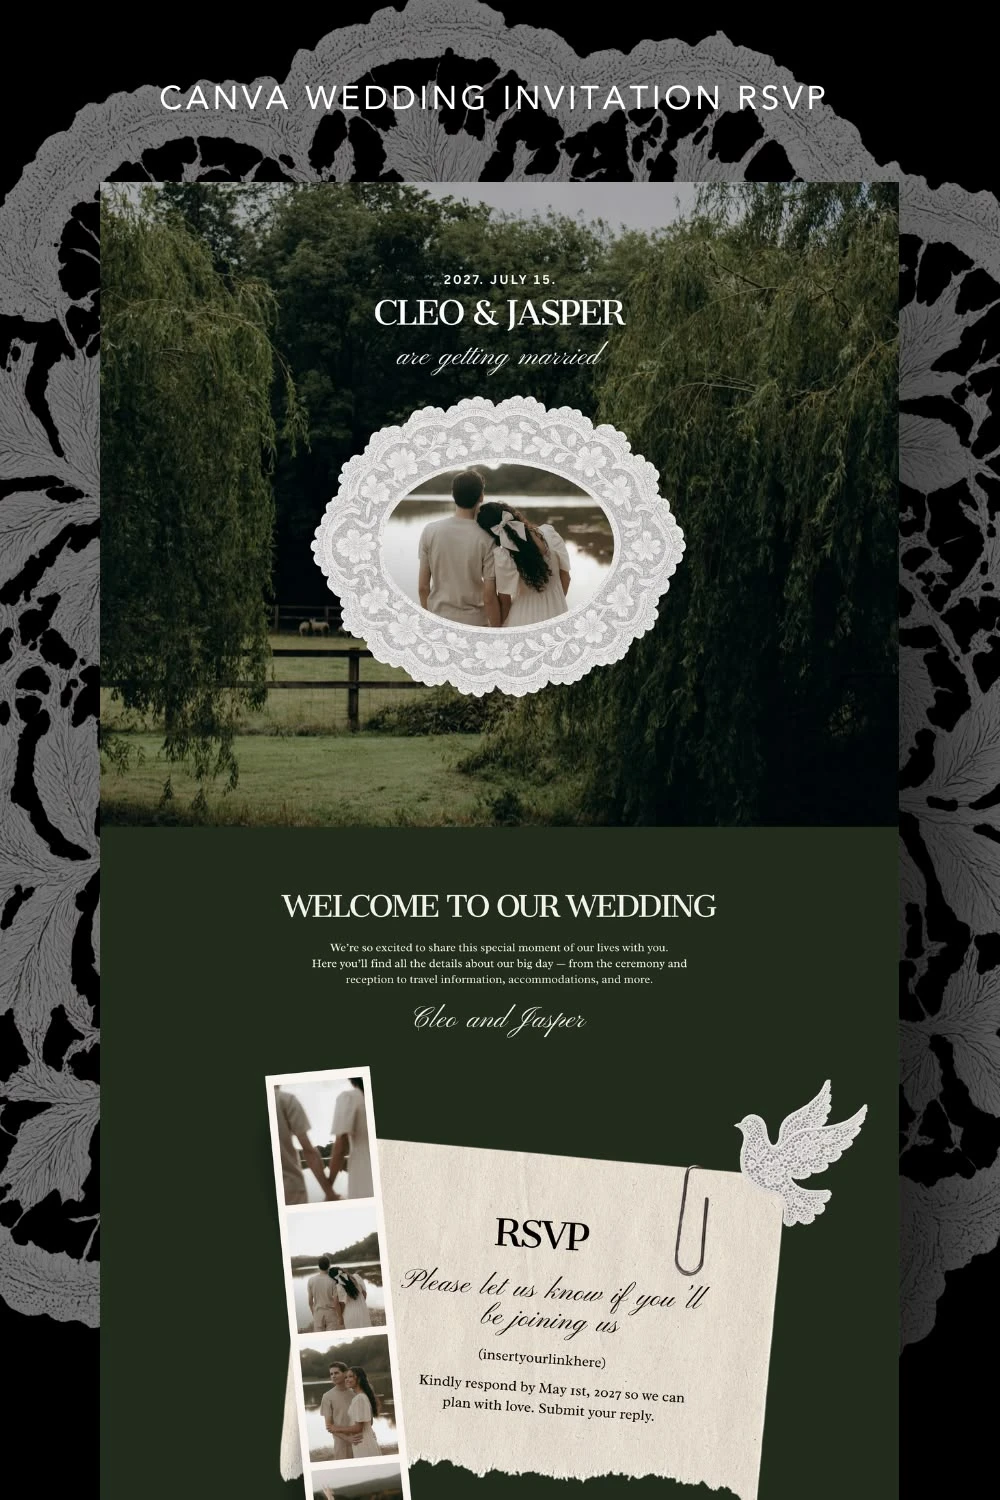 CANVA WEDDING INVITATION RSVP
2027. JULY 15.
CLEO & JASPER
are getting married
WELCOME TO OUR WEDDING
We're so excited to share this special moment of our lives with you.
Here you'll find all the details about our big day — from the ceremony and
reception to travel information, accommodations, and more.
Cleo and Jasper
RSVP
Please let us know if you 'll
be joining us
(insertyourlinkhere)
Kindly respond by May 1st, 2027 so we can
plan with love. Submit your reply.